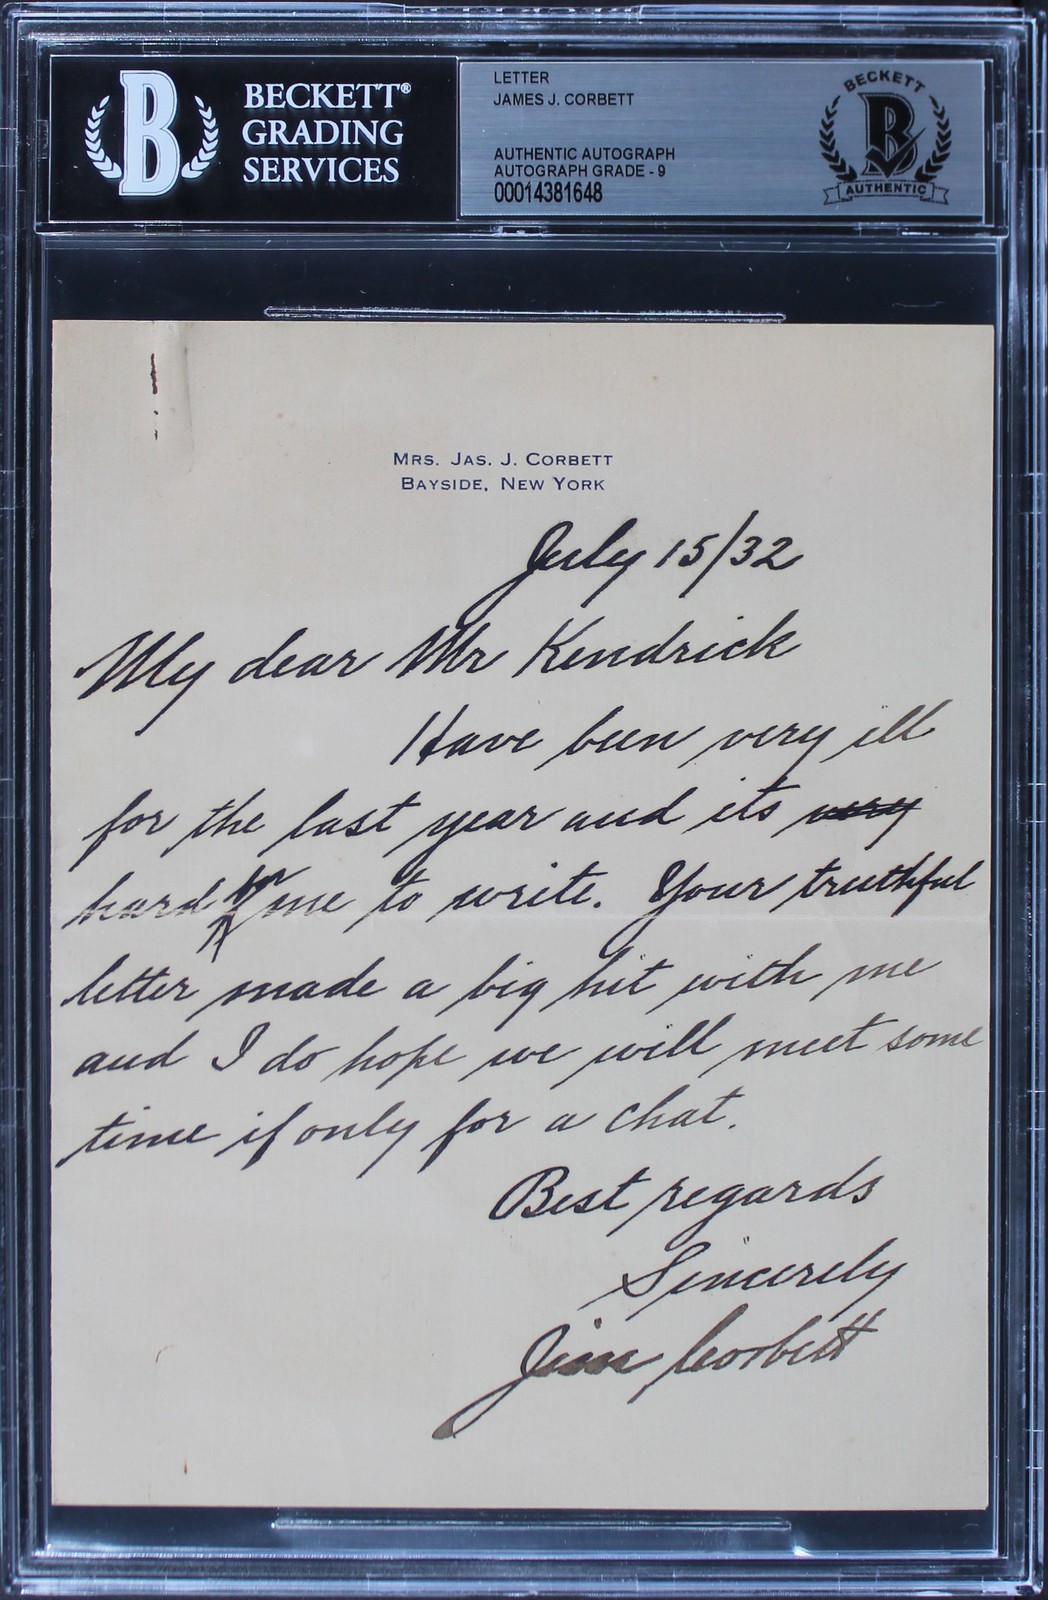 BECKETT®
GRADING
SERVICES
B
LETTER
JAMES J. CORBETT
AUTHENTIC AUTOGRAPH
AUTOGRAPH GRADE - 9
00014381648
BECKETT
B
AUTHENTIC
MRS. JAS. J. CORBETT
BAYSIDE, NEW YORK
July 15/32
My dear Mr Kendrick
Have been very ill
for the last year and its very
hard for me to write. Your truthful
letter made a big hit with me
and I do hope we will meet some
time if only for a chat.
Best regards
Sincerely
Jim Corbett